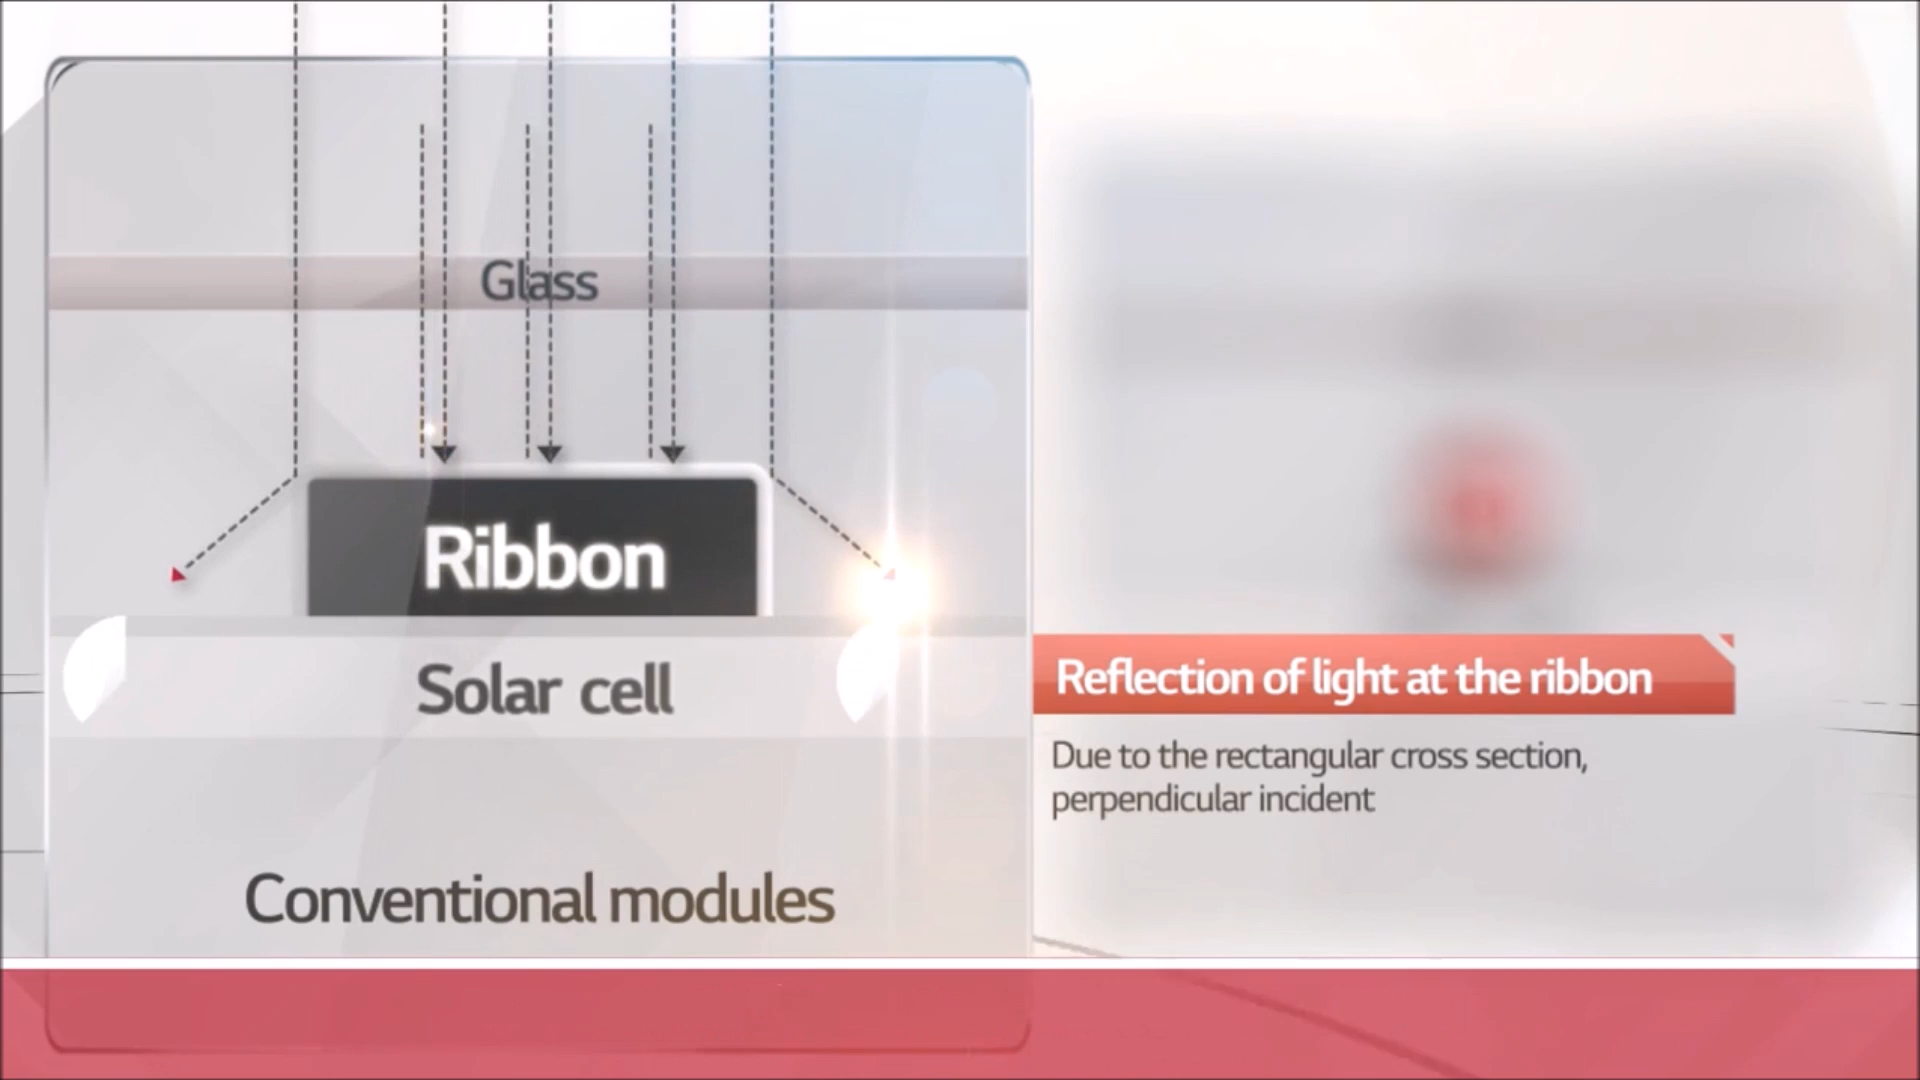 Glass
Ribbon
Solar cell
Conventional modules
Reflection of light at the ribbon
Due to the rectangular cross section,
perpendicular incident